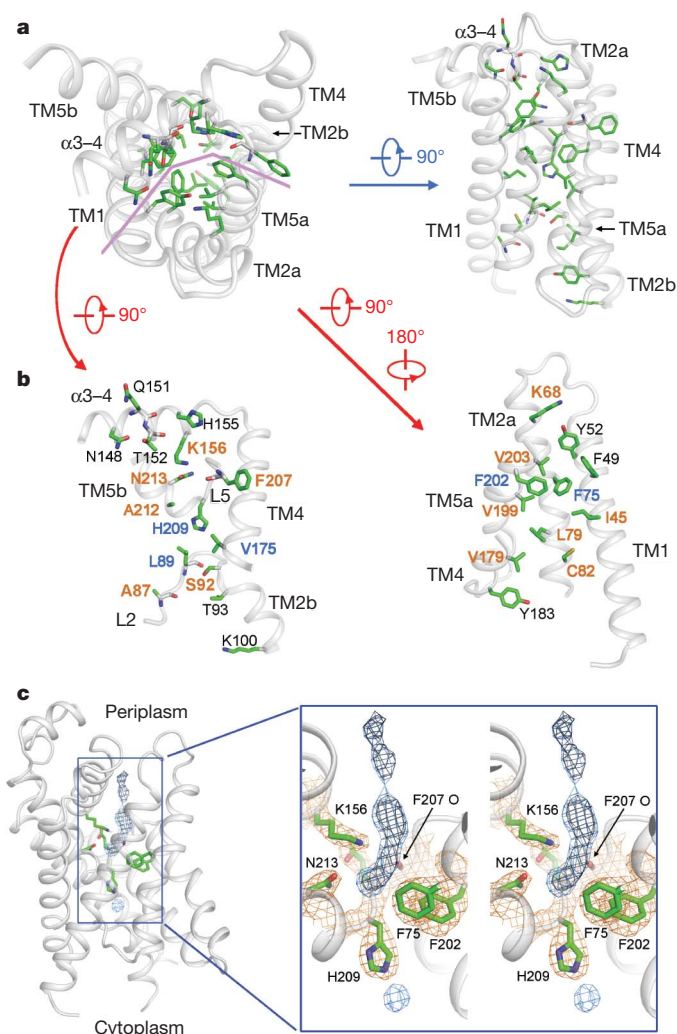 a
α3–4
TM2a
TM5b
TM4
TM5b
α3–4
TM2b
90°
TM4
TM1
TM5a
TM1
TM5a
TM2a
TM2b
90°
90°
180°
b
α3–4
Q151
H155
N148
T152
K156
N213
L5
F207
TM5b
A212
TM4
H209
V175
L89
A87
S92
T93
TM2b
L2
K100
K68
TM2a
Y52
V203
F49
F202
F75
TM5a
V199
I45
L79
TM1
V179
C82
TM4
Y183
c
Periplasm
Cytoplasm
K156
F207 O
N213
F75
F202
H209
K156
F207 O
N213
F75
F202
H209